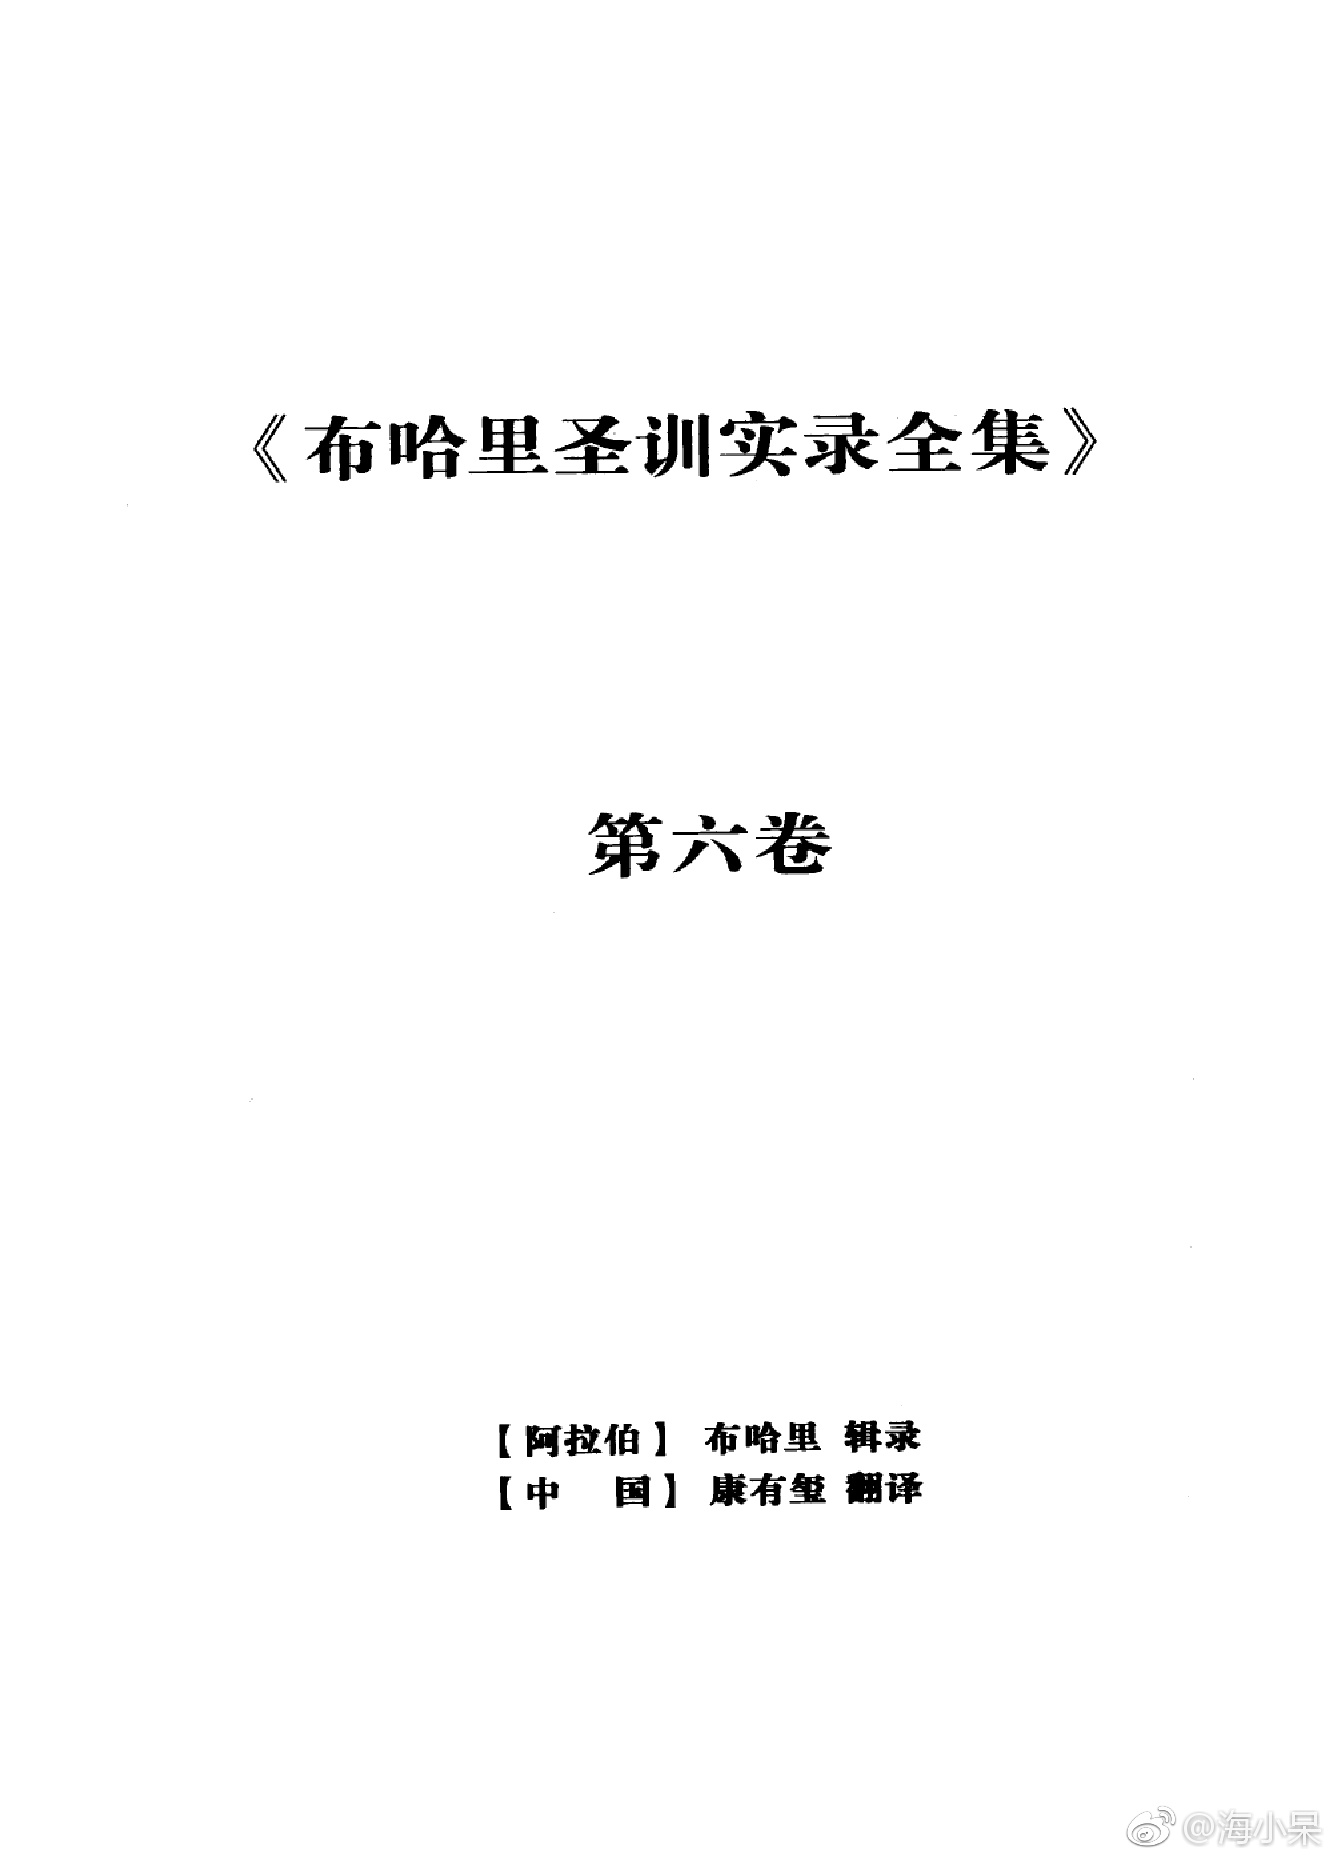 《布哈里圣训实录全集》
第六卷
【阿拉伯】 布哈里 辑录
【中 国】 康有玺 翻译
@海小呆